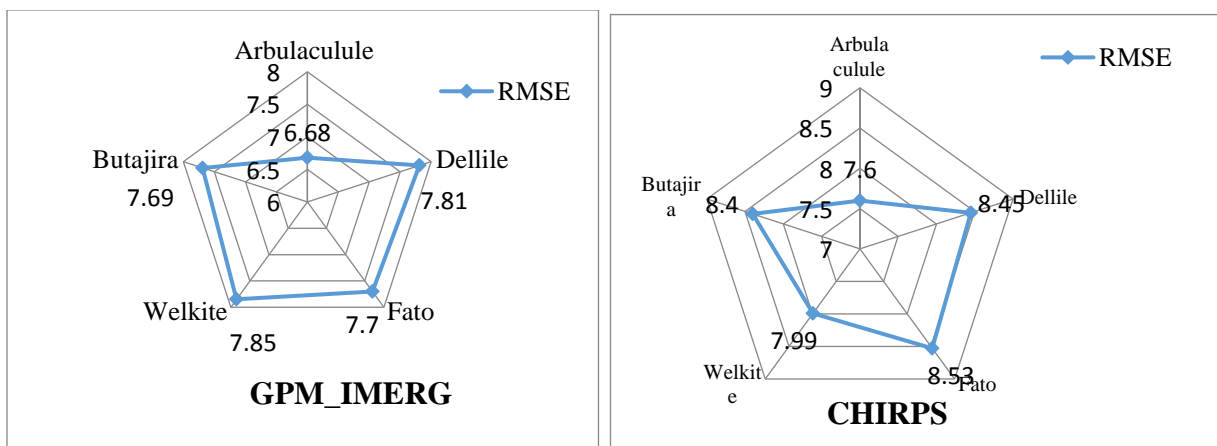 Arbulaculule
8
RMSE
7.5
7
6.68
6.5
6
Butajira
7.69
Dellile
7.81
Welkite
7.85
Fato
7.7
GPM_IMERG
Arbula
culule
9
RMSE
8.5
8
7.6
7.5
7
Butajir
a
8.4
8.45
Dellile
7.99
Welkit
e
8.53
Fato
CHIRPS